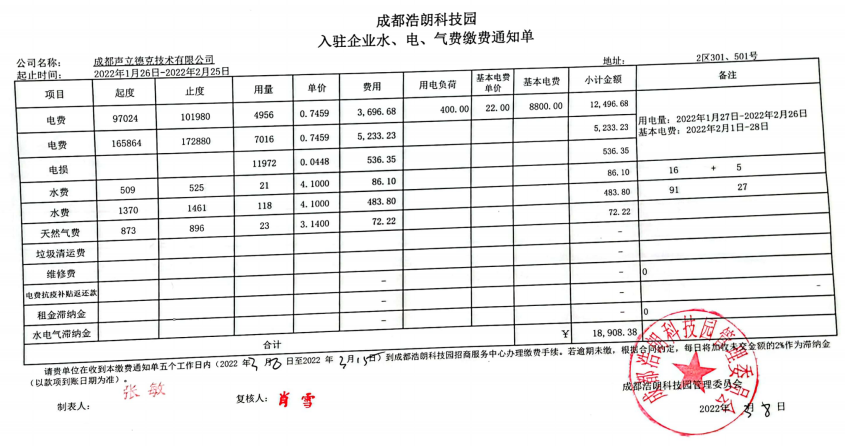 成都浩朗科技园
入驻企业水、电、气费缴费通知单
公司名称： 成都声立德克技术有限公司 地址： 2区301、501号
起止时间： 2022年1月26日-2022年2月25日
项目 起度 止度 用量 单价 费用 用电负荷 基本电费单价 基本电费 小计金额 备注
电费 97024 101980 4956 0.7459 3,696.68 400.00 22.00 8800.00 12,496.68 用电量：2022年1月27日-2022年2月26日
电费 165864 172880 7016 0.7459 5,233.23 5,233.23 基本电费：2022年2月1日-28日
电损 11972 0.0448 536.35 536.35
水费 509 525 21 4.1000 86.10 86.10 16 + 5
水费 1370 1461 118 4.1000 483.80 483.80 91 27
天然气费 873 896 23 3.1400 72.22 72.22
垃圾清运费 -
维修费 - - 0
电费抗疫补贴返还款 - - -
租金滞纳金 - - 0
水电气滞纳金 - -
合计 ¥ 18,908.38
请贵单位在收到本缴费通知单五个工作日内（2022 年3 月8 日至2022 年3月15日）到成都浩朗科技园招商服务中心办理缴费手续。若逾期未缴，根据合同约定，每日将加收未交金额的2%作为滞纳金
（以款项到账日期为准）。
成都浩朗科技园管理委员会
制表人： 张敏 复核人： 肖雪
2022年3月8日
成都浩朗科技园管理委员会